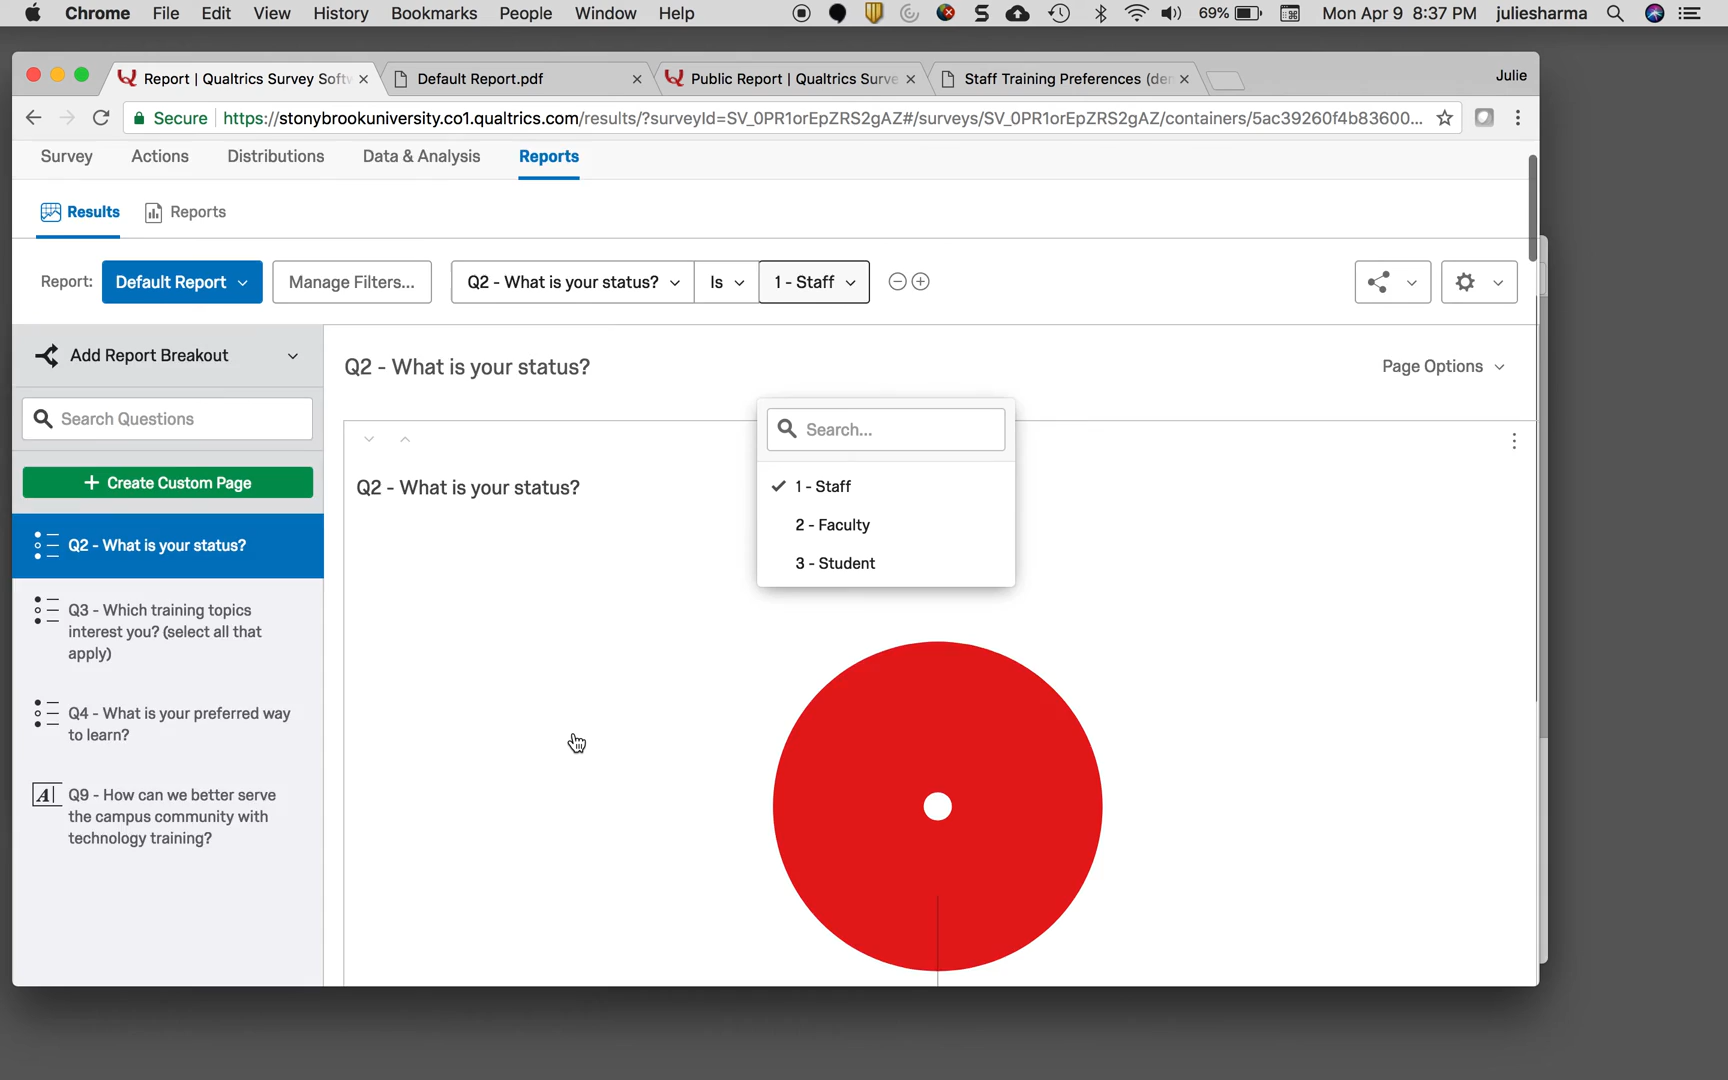 Chrome File Edit View History Bookmarks People Window Help 69% Mon Apr 9 8:37 PM juliesharma
Report | Qualtrics Survey Softw Default Report.pdf Public Report | Qualtrics Surve Staff Training Preferences (der Julie
Secure https://stonybrookuniversity.co1.qualtrics.com/results/?surveyId=SV_0PR1orEpZRS2gAZ#/surveys/SV_0PR1orEpZRS2gAZ/containers/5ac39260f4b83600...
Survey Actions Distributions Data & Analysis Reports
Results Reports
Report: Default Report Manage Filters... Q2 - What is your status? Is 1 - Staff
Add Report Breakout
Q2 - What is your status? Page Options
Search Questions
Search...
Create Custom Page
Q2 - What is your status?
1 - Staff
2 - Faculty
3 - Student
Q2 - What is your status?
Q3 - Which training topics
interest you? (select all that
apply)
Q4 - What is your preferred way
to learn?
A Q9 - How can we better serve
the campus community with
technology training?